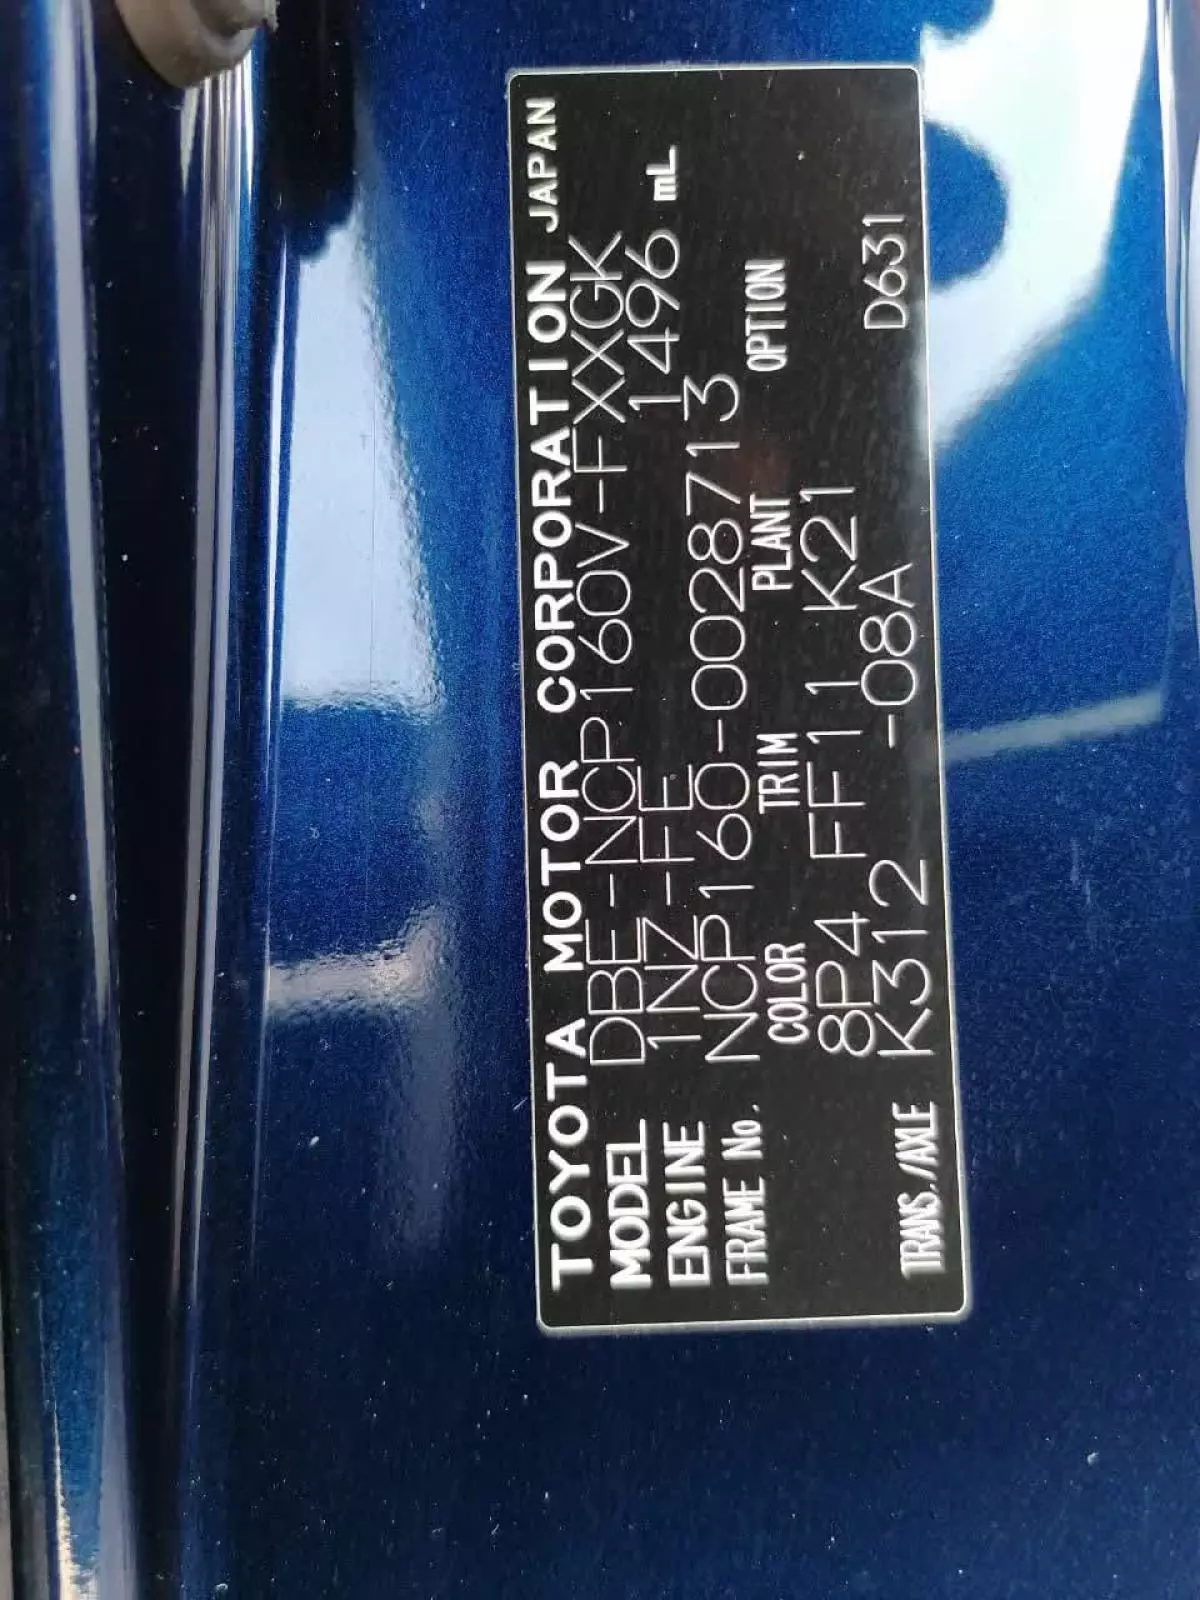 TOYOTA MOTOR CORPORATION JAPAN
MODEL DBE-NCP160V-FXXGK
ENGINE 1NZ-FE 1496 mL
FRAME No. NCP160-0028713
COLOR TRIM PLANT OPTION
8P4 FF11 K21
TRANS./AXLE K312 -08A D631